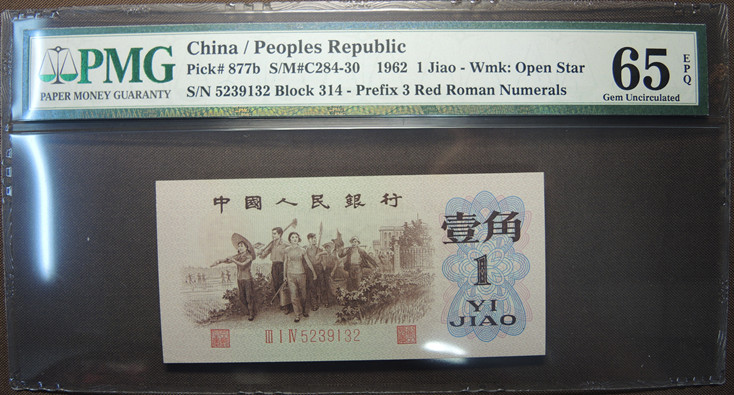 PMG
PAPER MONEY GUARANTY
China / Peoples Republic
Pick# 877b S/M#C284-30 1962 1 Jiao - Wmk: Open Star
S/N 5239132 Block 314 - Prefix 3 Red Roman Numerals
65
EPQ
Gem Uncirculated
中國人民銀行
壹角
1
YI
JIAO
III I IV 5239132